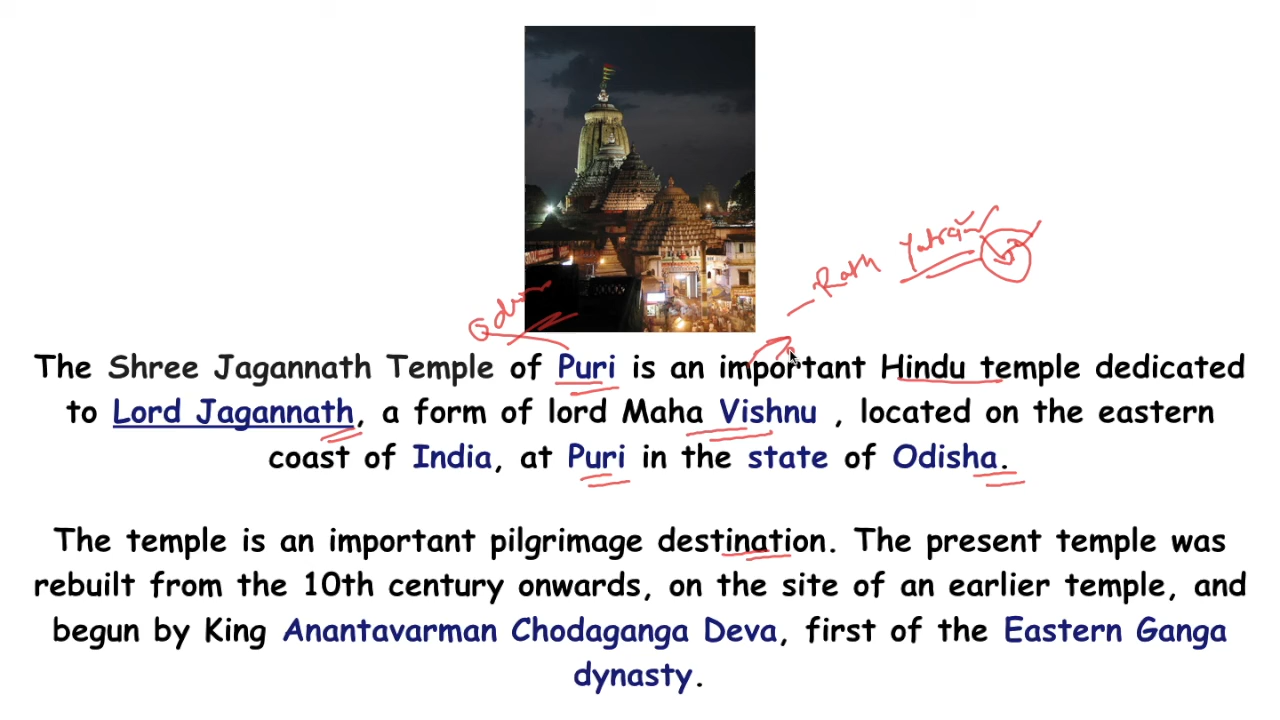 Rath Yatra
The Shree Jagannath Temple of Puri is an important Hindu temple dedicated
to Lord Jagannath, a form of lord Maha Vishnu , located on the eastern
coast of India, at Puri in the state of Odisha.
The temple is an important pilgrimage destination. The present temple was
rebuilt from the 10th century onwards, on the site of an earlier temple, and
begun by King Anantavarman Chodaganga Deva, first of the Eastern Ganga
dynasty.